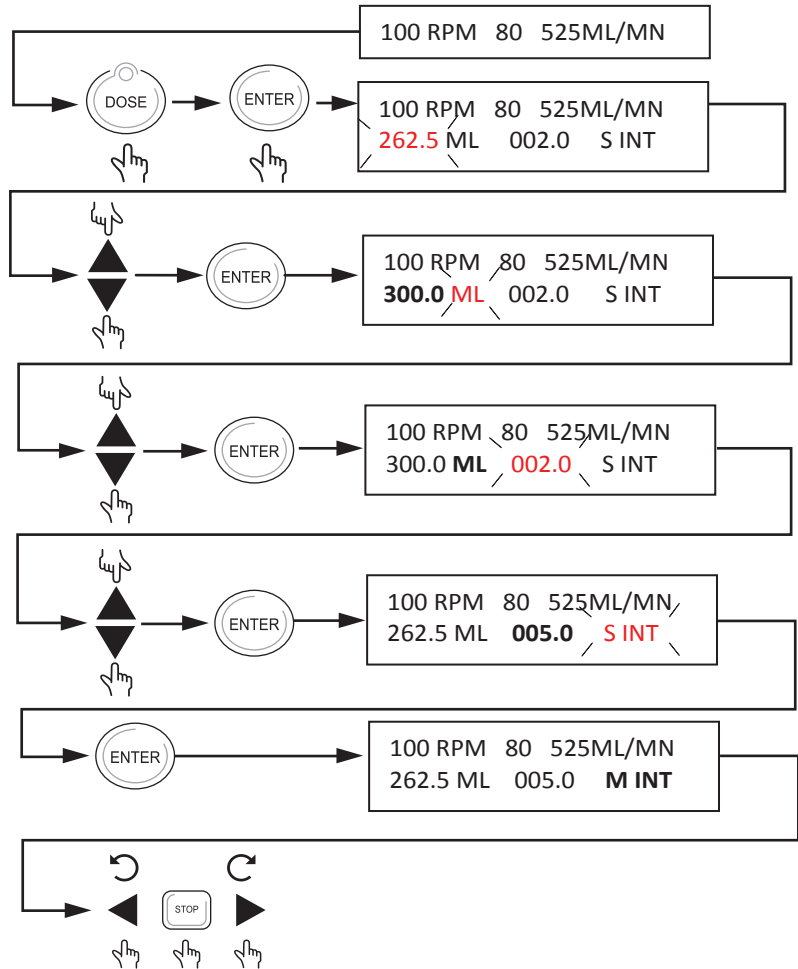 100 RPM 80 525ML/MN
DOSE
ENTER
100 RPM 80 525ML/MN
262.5 ML 002.0 S INT
ENTER
100 RPM 80 525ML/MN
300.0 ML 002.0 S INT
ENTER
100 RPM 80 525ML/MN
300.0 ML 002.0 S INT
ENTER
100 RPM 80 525ML/MN
262.5 ML 005.0 S INT
ENTER
100 RPM 80 525ML/MN
262.5 ML 005.0 M INT
STOP